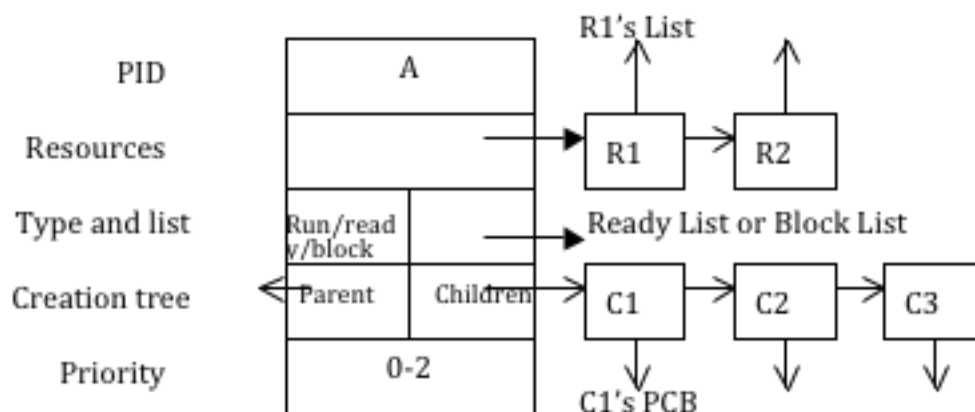 R1's List
PID
A
Resources
R1
R2
Type and list
Run/read
y/block
Ready List or Block List
Creation tree
Parent
Children
C1
C2
C3
Priority
0-2
C1's PCB